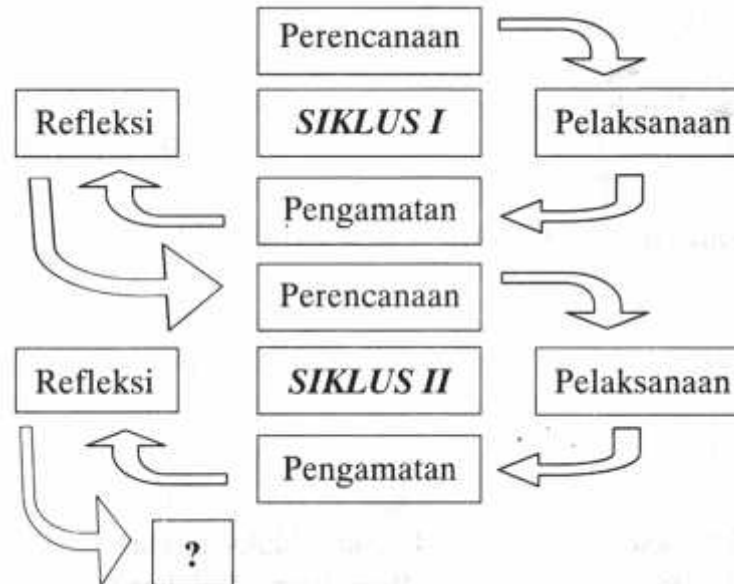 Perencanaan
Refleksi
SIKLUS I
Pelaksanaan
Pengamatan
Perencanaan
Refleksi
SIKLUS II
Pelaksanaan
Pengamatan
?